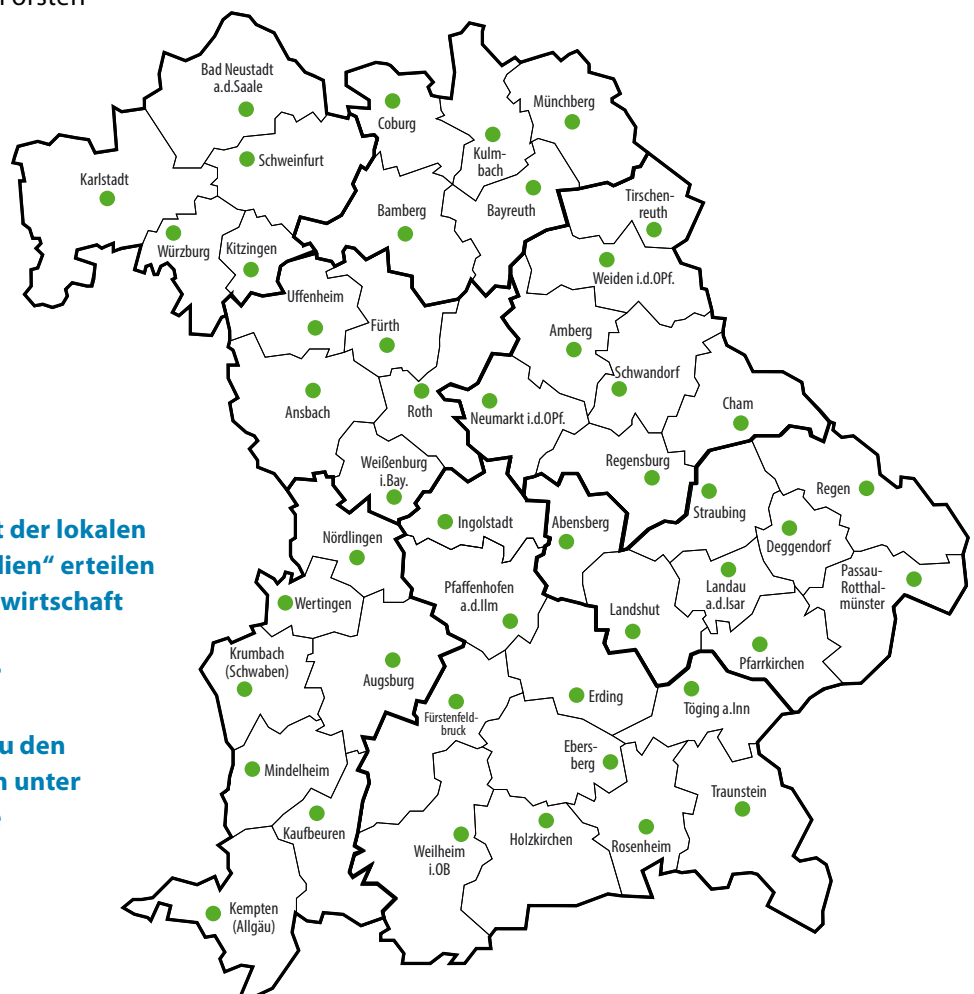 Bad Neustadt
a.d.Saale
Coburg
Münchberg
Kulm-
bach
Schweinfurt
Karlstadt
Bayreuth
Tirschen-
reuth
Bamberg
Würzburg
Kitzingen
Weiden i.d.OPf.
Uffenheim
Fürth
Amberg
Schwandorf
Ansbach
Roth
Neumarkt i.d.OPf.
Cham
Weißenburg
i.Bay.
Regensburg
Regen
Straubing
Ingolstadt
Abensberg
Nördlingen
Deggendorf
Pfaffenhofen
a.d.Ilm
Landau
a.d.Isar
Passau-
Rotthal-
münster
Wertingen
Landshut
Krumbach
(Schwaben)
Augsburg
Pfarrkirchen
Erding
Töging a.Inn
Fürstenfeld-
bruck
Ebers-
berg
Mindelheim
Traunstein
Kaufbeuren
Holzkirchen
Rosenheim
Weilheim
i.OB
Kempten
(Allgäu)
t der lokalen
dien“ erteilen
wirtschaft
u den
n unter